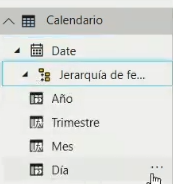 Calendario
Date
Jerarquía de fe...
Año
Trimestre
Mes
Día